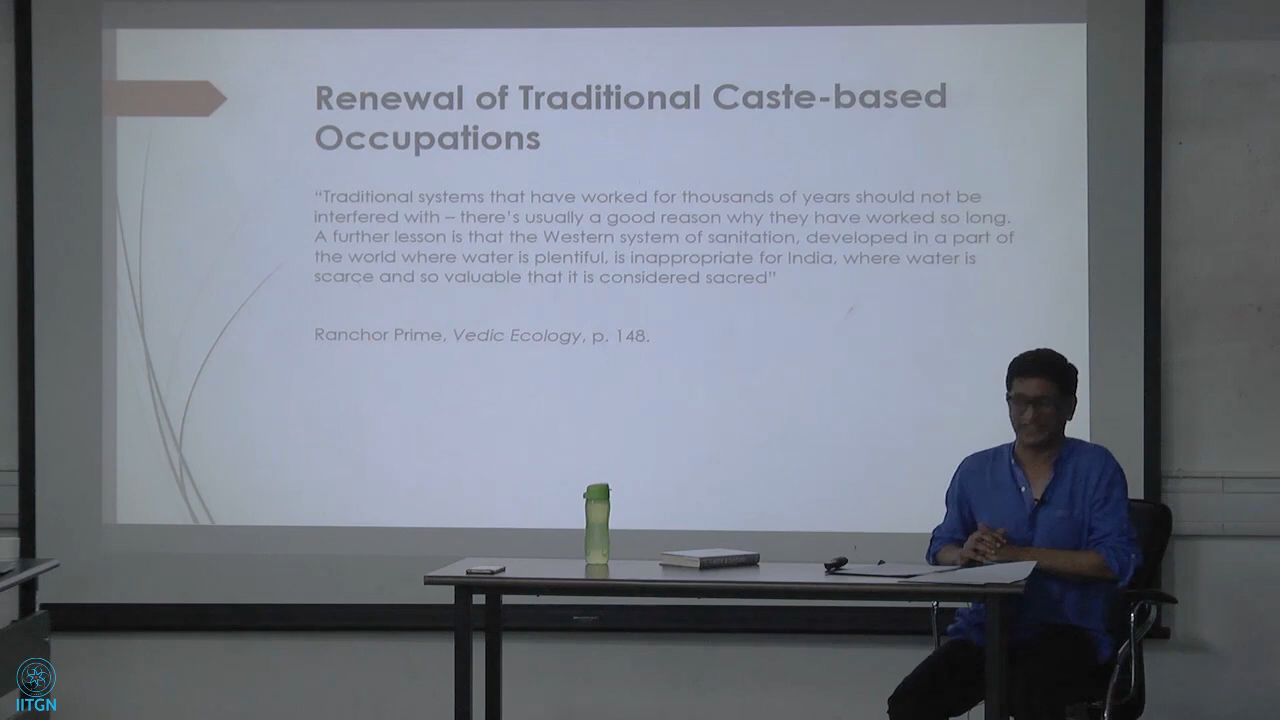 Renewal of Traditional Caste-based
Occupations
“Traditional systems that have worked for thousands of years should not be
interfered with – there’s usually a good reason why they have worked so long.
A further lesson is that the Western system of sanitation, developed in a part of
the world where water is plentiful, is inappropriate for India, where water is
scarce and so valuable that it is considered sacred”
Ranchor Prime, Vedic Ecology, p. 148.
IITGN